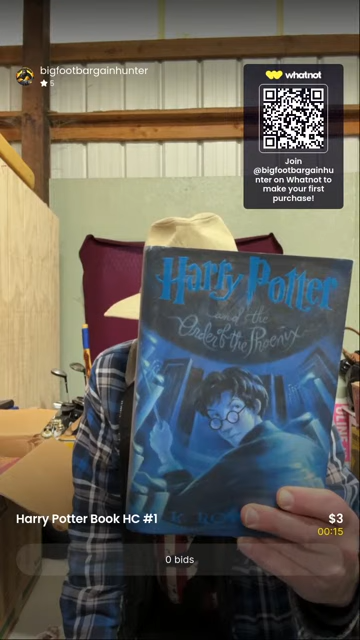 bigfootbargainhunter
★ 5
whatnot
Join
@bigfootbargainhu
nter on Whatnot to
make your first
purchase!
Harry Potter
and the
Order of the Phoenix
Harry Potter Book HC #1
$3
00:15
0 bids